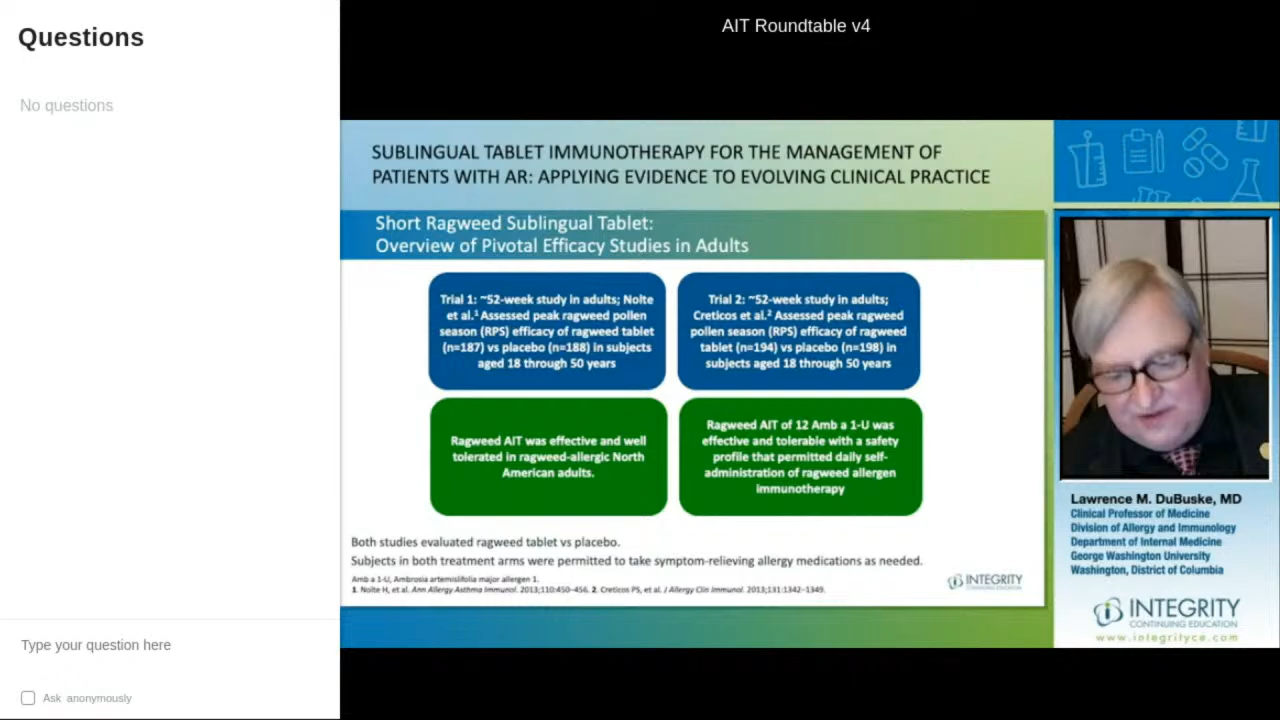 Questions
No questions
Type your question here
Ask anonymously
AIT Roundtable v4
SUBLINGUAL TABLET IMMUNOTHERAPY FOR THE MANAGEMENT OF
PATIENTS WITH AR: APPLYING EVIDENCE TO EVOLVING CLINICAL PRACTICE
Short Ragweed Sublingual Tablet:
Overview of Pivotal Efficacy Studies in Adults
Trial 1: ~52-week study in adults; Nolte
et al.¹ Assessed peak ragweed pollen
season (RPS) efficacy of ragweed tablet
(n=187) vs placebo (n=188) in subjects
aged 18 through 50 years
Trial 2: ~52-week study in adults;
Creticos et al.² Assessed peak ragweed
pollen season (RPS) efficacy of ragweed
tablet (n=194) vs placebo (n=198) in
subjects aged 18 through 50 years
Ragweed AIT was effective and well
tolerated in ragweed-allergic North
American adults.
Ragweed AIT of 12 Amb a 1-U was
effective and tolerable with a safety
profile that permitted daily self-
administration of ragweed allergen
immunotherapy
Both studies evaluated ragweed tablet vs placebo.
Subjects in both treatment arms were permitted to take symptom-relieving allergy medications as needed.
Amb a 1-U, Ambrosia artemisiifolia major allergen 1.
1. Nolte H, et al. Ann Allergy Asthma Immunol. 2013;110:450–456. 2. Creticos PS, et al. J Allergy Clin Immunol. 2013;131:1342–1349.
INTEGRITY
CONTINUING EDUCATION
Lawrence M. DuBuske, MD
Clinical Professor of Medicine
Division of Allergy and Immunology
Department of Internal Medicine
George Washington University
Washington, District of Columbia
INTEGRITY
CONTINUING EDUCATION
www.integrityce.com